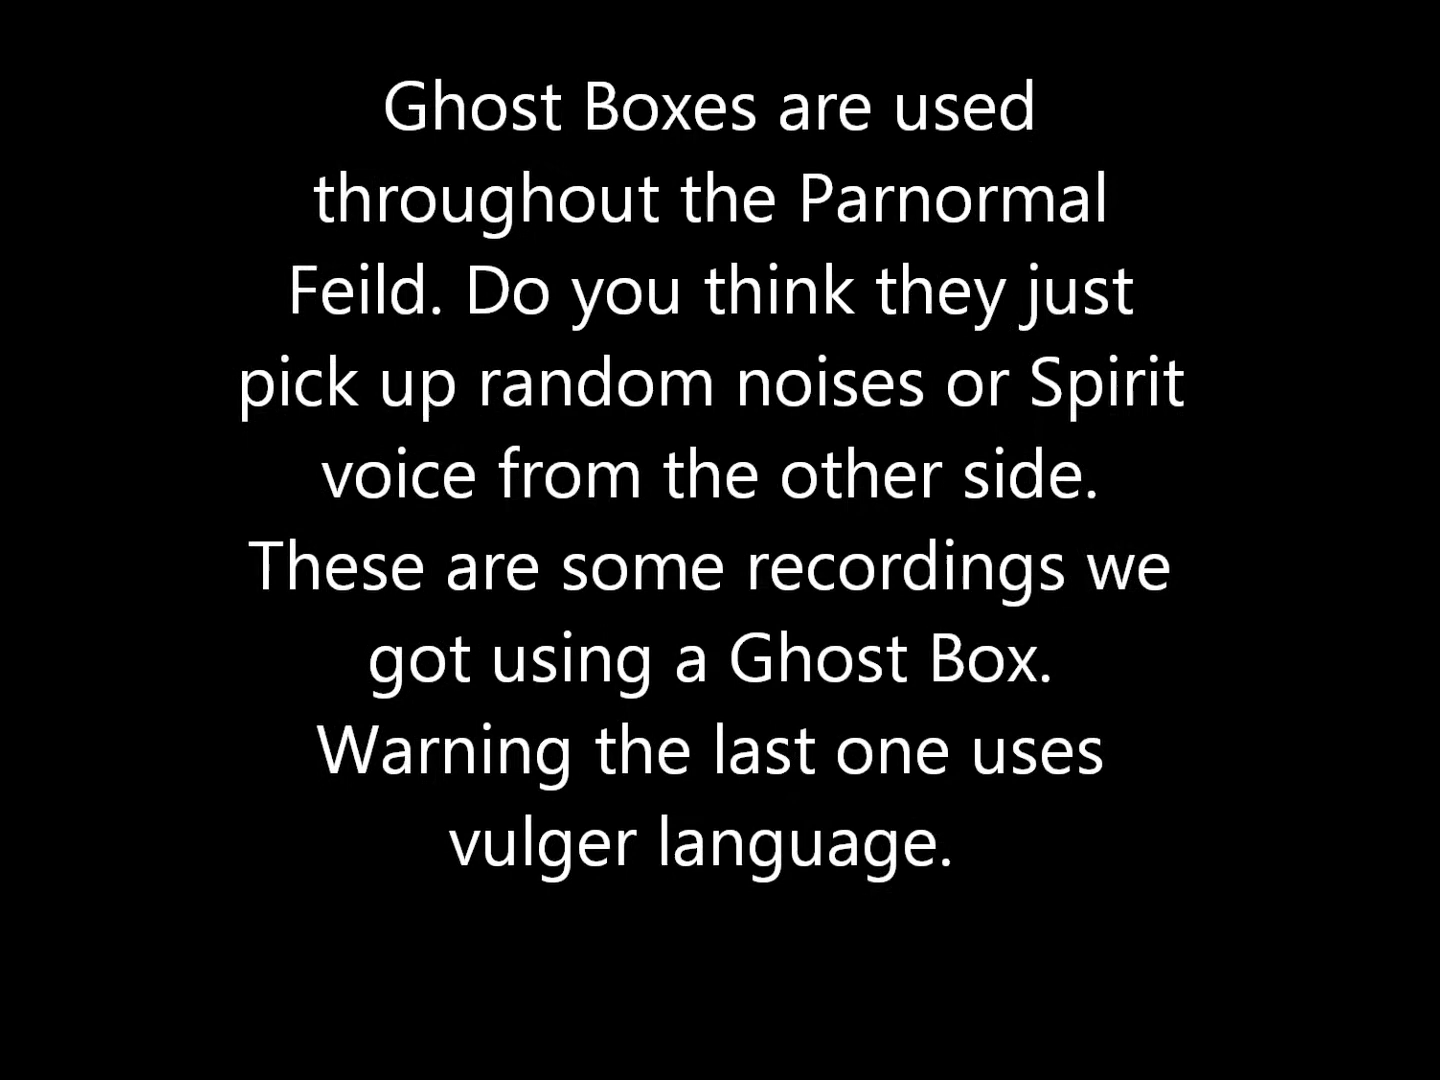 Ghost Boxes are used
throughout the Parnormal
Feild. Do you think they just
pick up random noises or Spirit
voice from the other side.
These are some recordings we
got using a Ghost Box.
Warning the last one uses
vulger language.